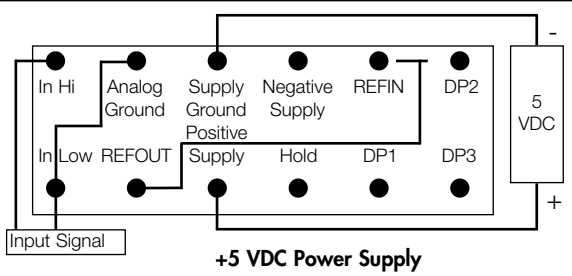 -
In Hi Analog Supply Negative REFIN DP2
Ground Ground Supply
Positive
In Low REFOUT Supply Hold DP1 DP3
5
VDC
+
Input Signal
+5 VDC Power Supply